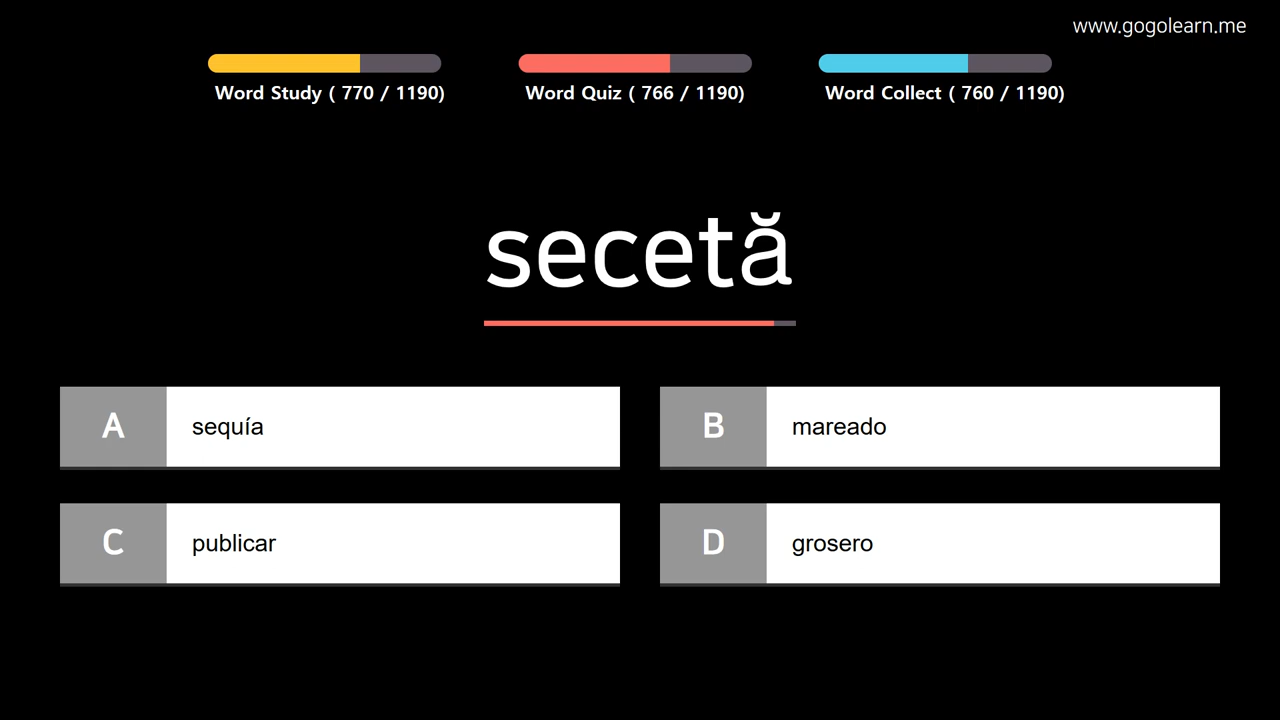 www.gogolearn.me
Word Study ( 770 / 1190)
Word Quiz ( 766 / 1190)
Word Collect ( 760 / 1190)
secetă
A
sequía
B
mareado
C
publicar
D
grosero